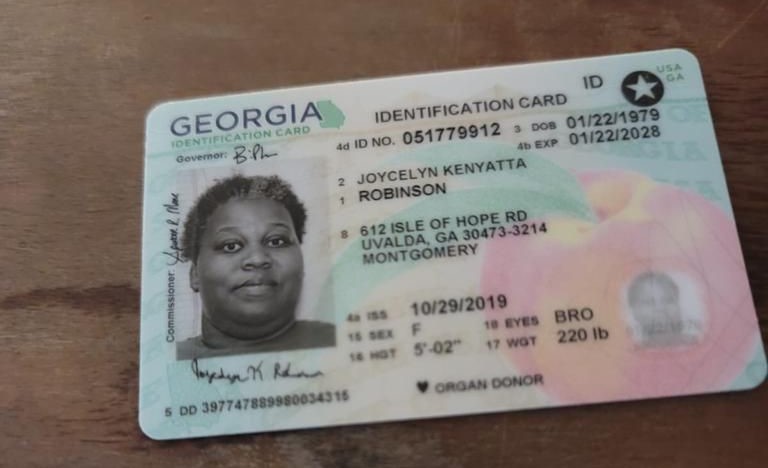 GEORGIA
IDENTIFICATION CARD
IDENTIFICATION CARD
ID
USA
GA
Governor:
4d ID NO. 051779912
3 DOB 01/22/1979
4b EXP 01/22/2028
2 JOYCELYN KENYATTA
1 ROBINSON
8 612 ISLE OF HOPE RD
UVALDA, GA 30473-3214
MONTGOMERY
Commissioner:
4a ISS 10/29/2019
15 SEX F
18 EYES BRO
16 HGT 5'-02"
17 WGT 220 lb
♥ ORGAN DONOR
5 DD 397747889980034315